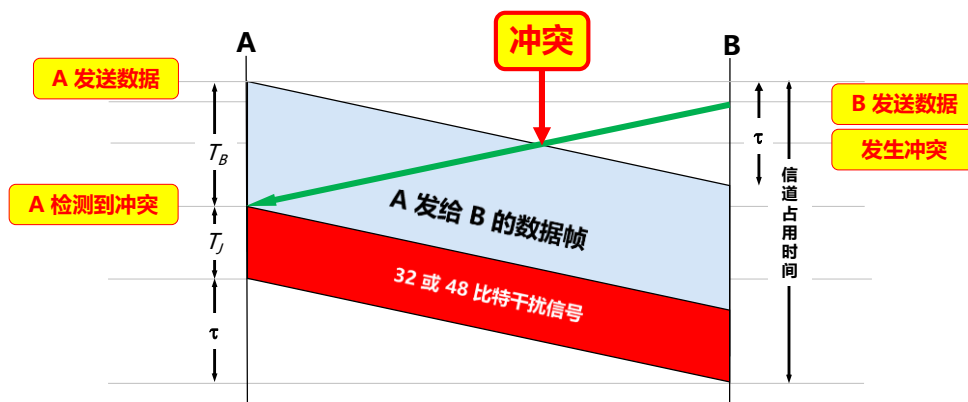 冲突
A
B
A 发送数据
B 发送数据
τ
T_B
发生冲突
信道占用时间
A 检测到冲突
A 发给 B 的数据帧
T_J
32 或 48 比特干扰信号
τ